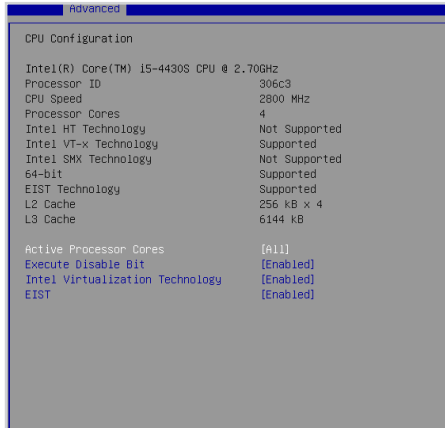 Advanced
CPU Configuration
Intel(R) Core(TM) i5-4430S CPU @ 2.70GHz
Processor ID 306c3
CPU Speed 2800 MHz
Processor Cores 4
Intel HT Technology Not Supported
Intel VT-x Technology Supported
Intel SMX Technology Not Supported
64-bit Supported
EIST Technology Supported
L2 Cache 256 kB x 4
L3 Cache 6144 kB
Active Processor Cores [All]
Execute Disable Bit [Enabled]
Intel Virtualization Technology [Enabled]
EIST [Enabled]